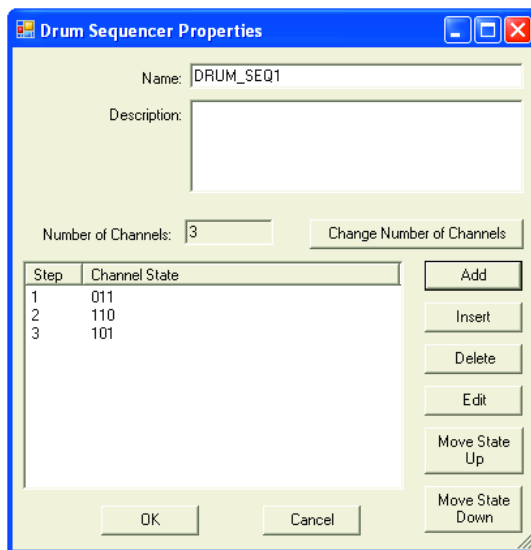 Drum Sequencer Properties
Name: DRUM_SEQ1
Description:
Number of Channels: 3
Change Number of Channels
Step Channel State
1 011
2 110
3 101
Add
Insert
Delete
Edit
Move State
Up
Move State
Down
OK
Cancel